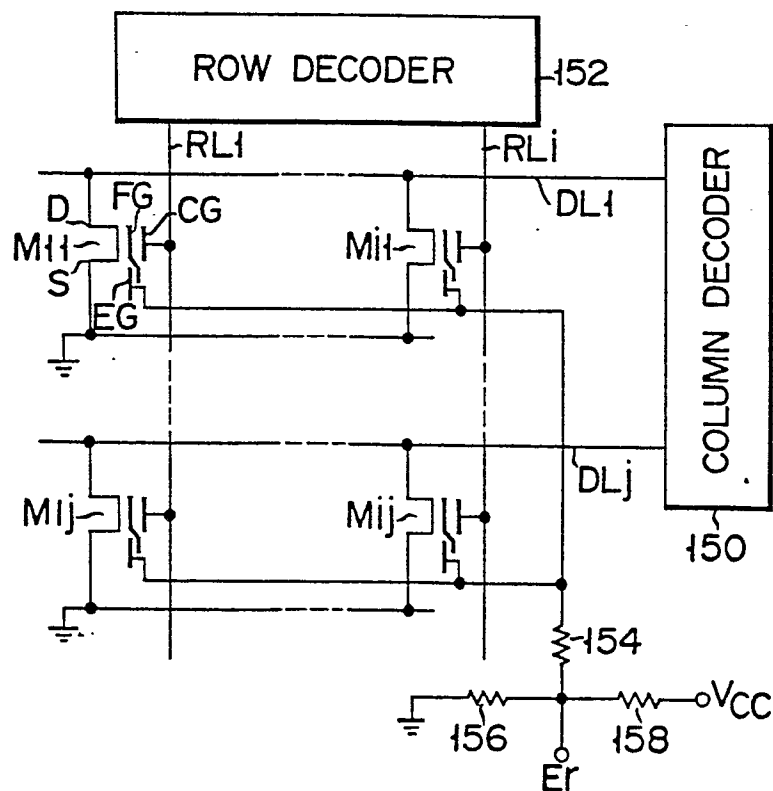 ROW DECODER
152
RL1
RLi
D
FG
CG
DL1
M11
Mi1
S
EG
COLUMN DECODER
DLj
M1j
Mij
150
154
156
158
VCC
Er